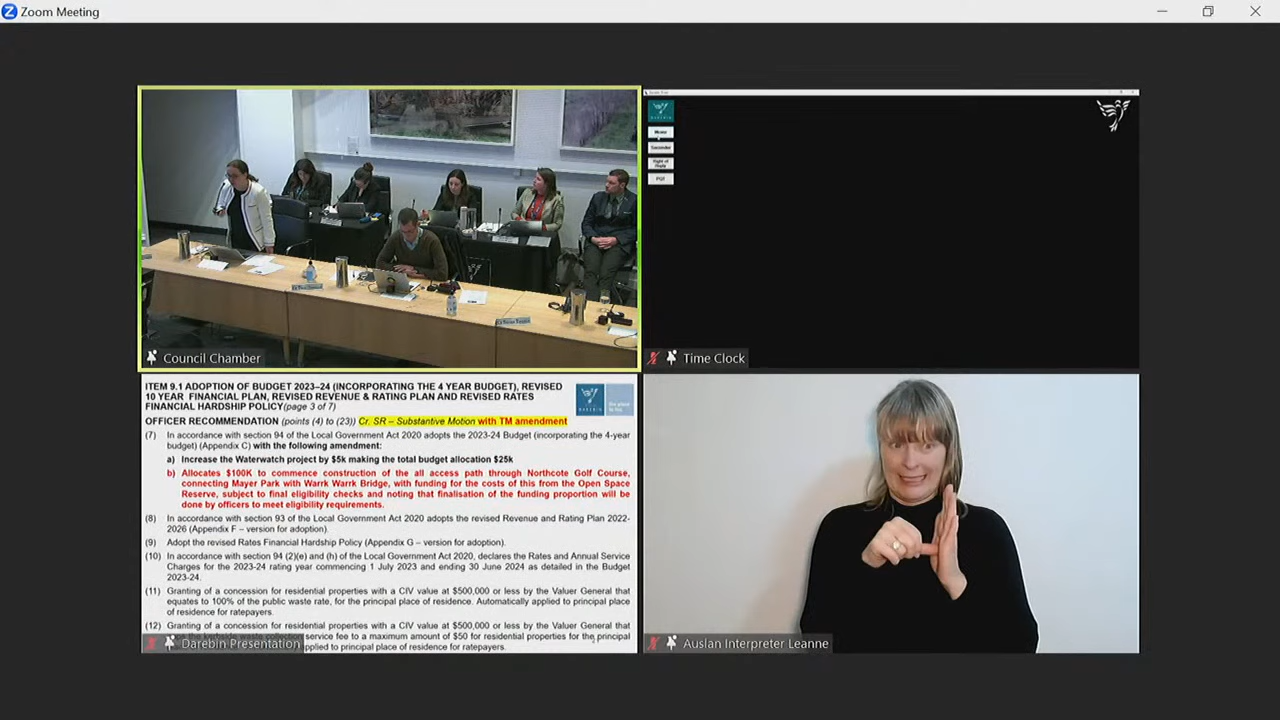 Zoom Meeting
Council Chamber
DAREBIN
Time Clock
ITEM 9.1 ADOPTION OF BUDGET 2023–24 (INCORPORATING THE 4 YEAR BUDGET), REVISED
10 YEAR FINANCIAL PLAN, REVISED REVENUE & RATING PLAN AND REVISED RATES
FINANCIAL HARDSHIP POLICY(page 3 of 7)
OFFICER RECOMMENDATION (points (4) to (23)) Cr. SR – Substantive Motion with TM amendment
(7) In accordance with section 94 of the Local Government Act 2020 adopts the 2023-24 Budget (incorporating the 4-year
budget) (Appendix C) with the following amendment:
a) Increase the Waterwatch project by $5k making the total budget allocation $25k
b) Allocates $100K to commence construction of the all access path through Northcote Golf Course,
connecting Mayer Park with Warrk Warrk Bridge, with funding for the costs of this from the Open Space
Reserve, subject to final eligibility checks and noting that finalisation of the funding proportion will be
done by officers to meet eligibility requirements.
(8) In accordance with section 93 of the Local Government Act 2020 adopts the revised Revenue and Rating Plan 2022-
2026 (Appendix F – version for adoption).
(9) Adopt the revised Rates Financial Hardship Policy (Appendix G – version for adoption).
(10) In accordance with section 94 (2)(e) and (h) of the Local Government Act 2020, declares the Rates and Annual Service
Charges for the 2023-24 rating year commencing 1 July 2023 and ending 30 June 2024 as detailed in the Budget
2023-24.
(11) Granting of a concession for residential properties with a CIV value at $500,000 or less by the Valuer General that
equates to 100% of the public waste rate, for the principal place of residence. Automatically applied to principal place
of residence for ratepayers.
(12) Granting of a concession for residential properties with a CIV value at $500,000 or less by the Valuer General that
service fee to a maximum amount of $50 for residential properties for the principal
applied to principal place of residence for ratepayers.
Darebin Presentation
Auslan Interpreter Leanne